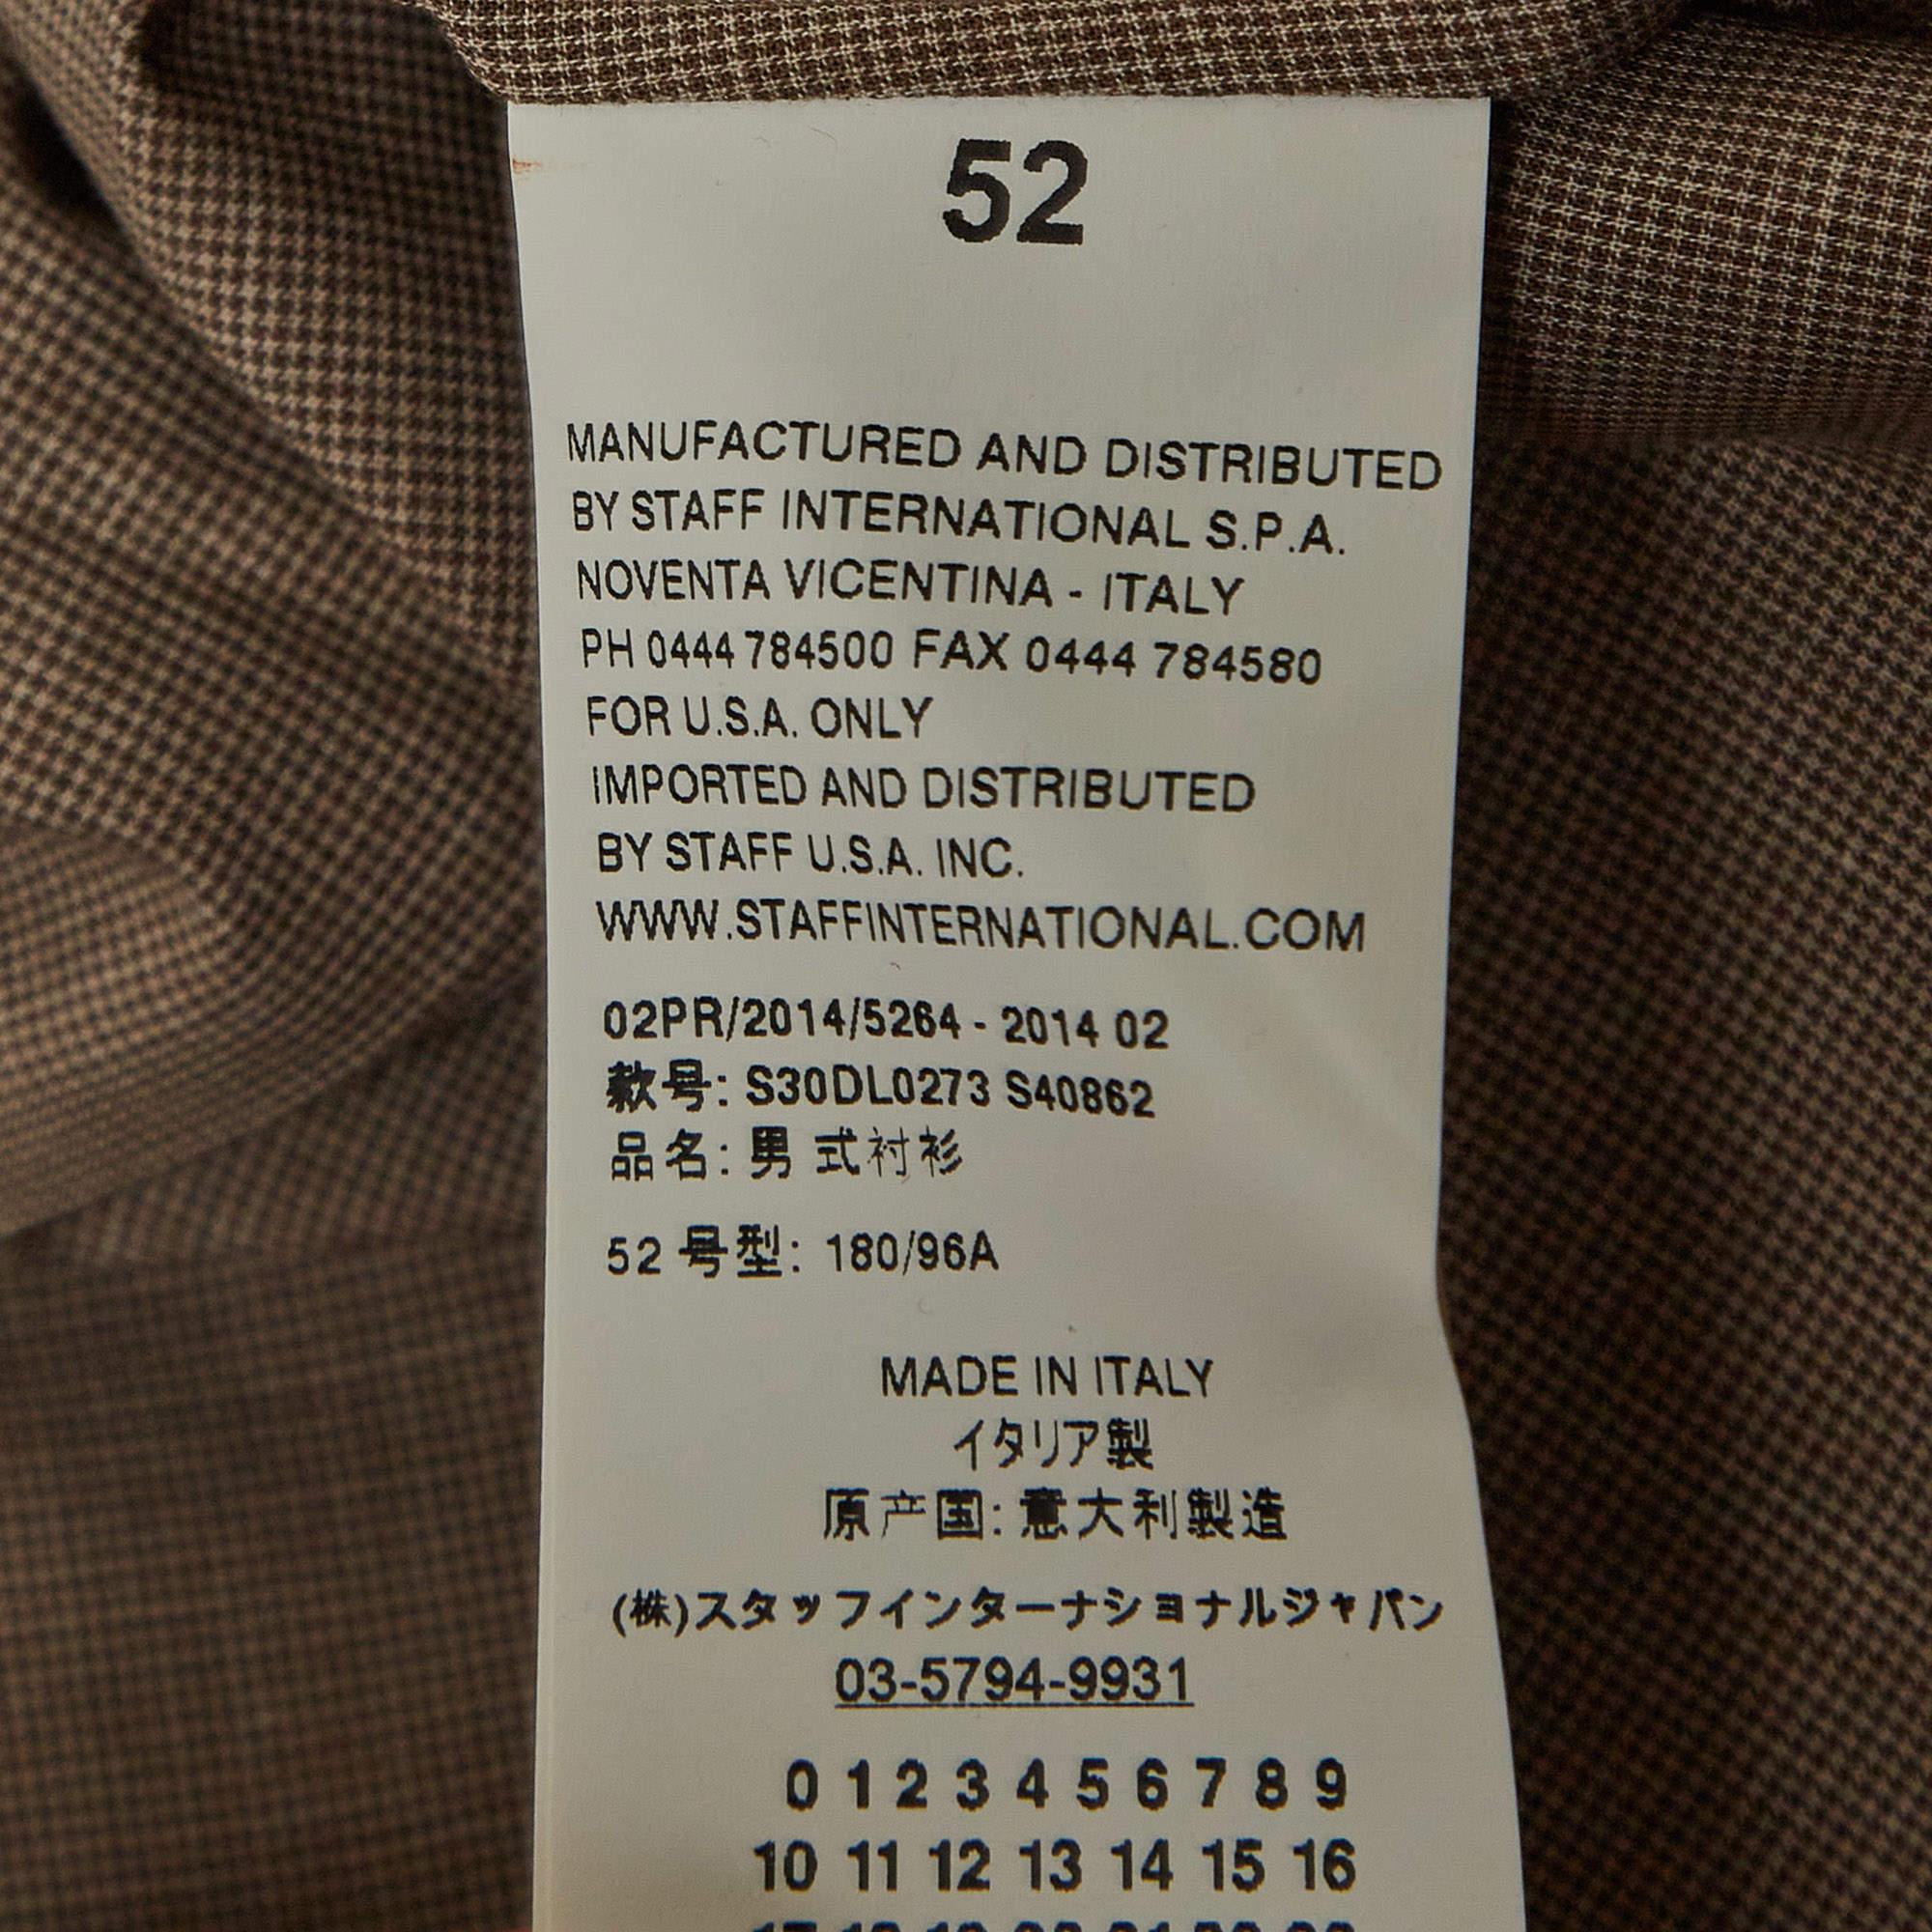 52
MANUFACTURED AND DISTRIBUTED
BY STAFF INTERNATIONAL S.P.A.
NOVENTA VICENTINA - ITALY
PH 0444 784500 FAX 0444 784580
FOR U.S.A. ONLY
IMPORTED AND DISTRIBUTED
BY STAFF U.S.A. INC.
WWW.STAFFINTERNATIONAL.COM
02PR/2014/5264 - 2014 02
款号: S30DL0273 S40862
品名: 男 式衬衫
52 号型: 180/96A
MADE IN ITALY
イタリア製
原产国: 意大利製造
(株)スタッフインターナショナルジャパン
03-5794-9931
0 1 2 3 4 5 6 7 8 9
10 11 12 13 14 15 16